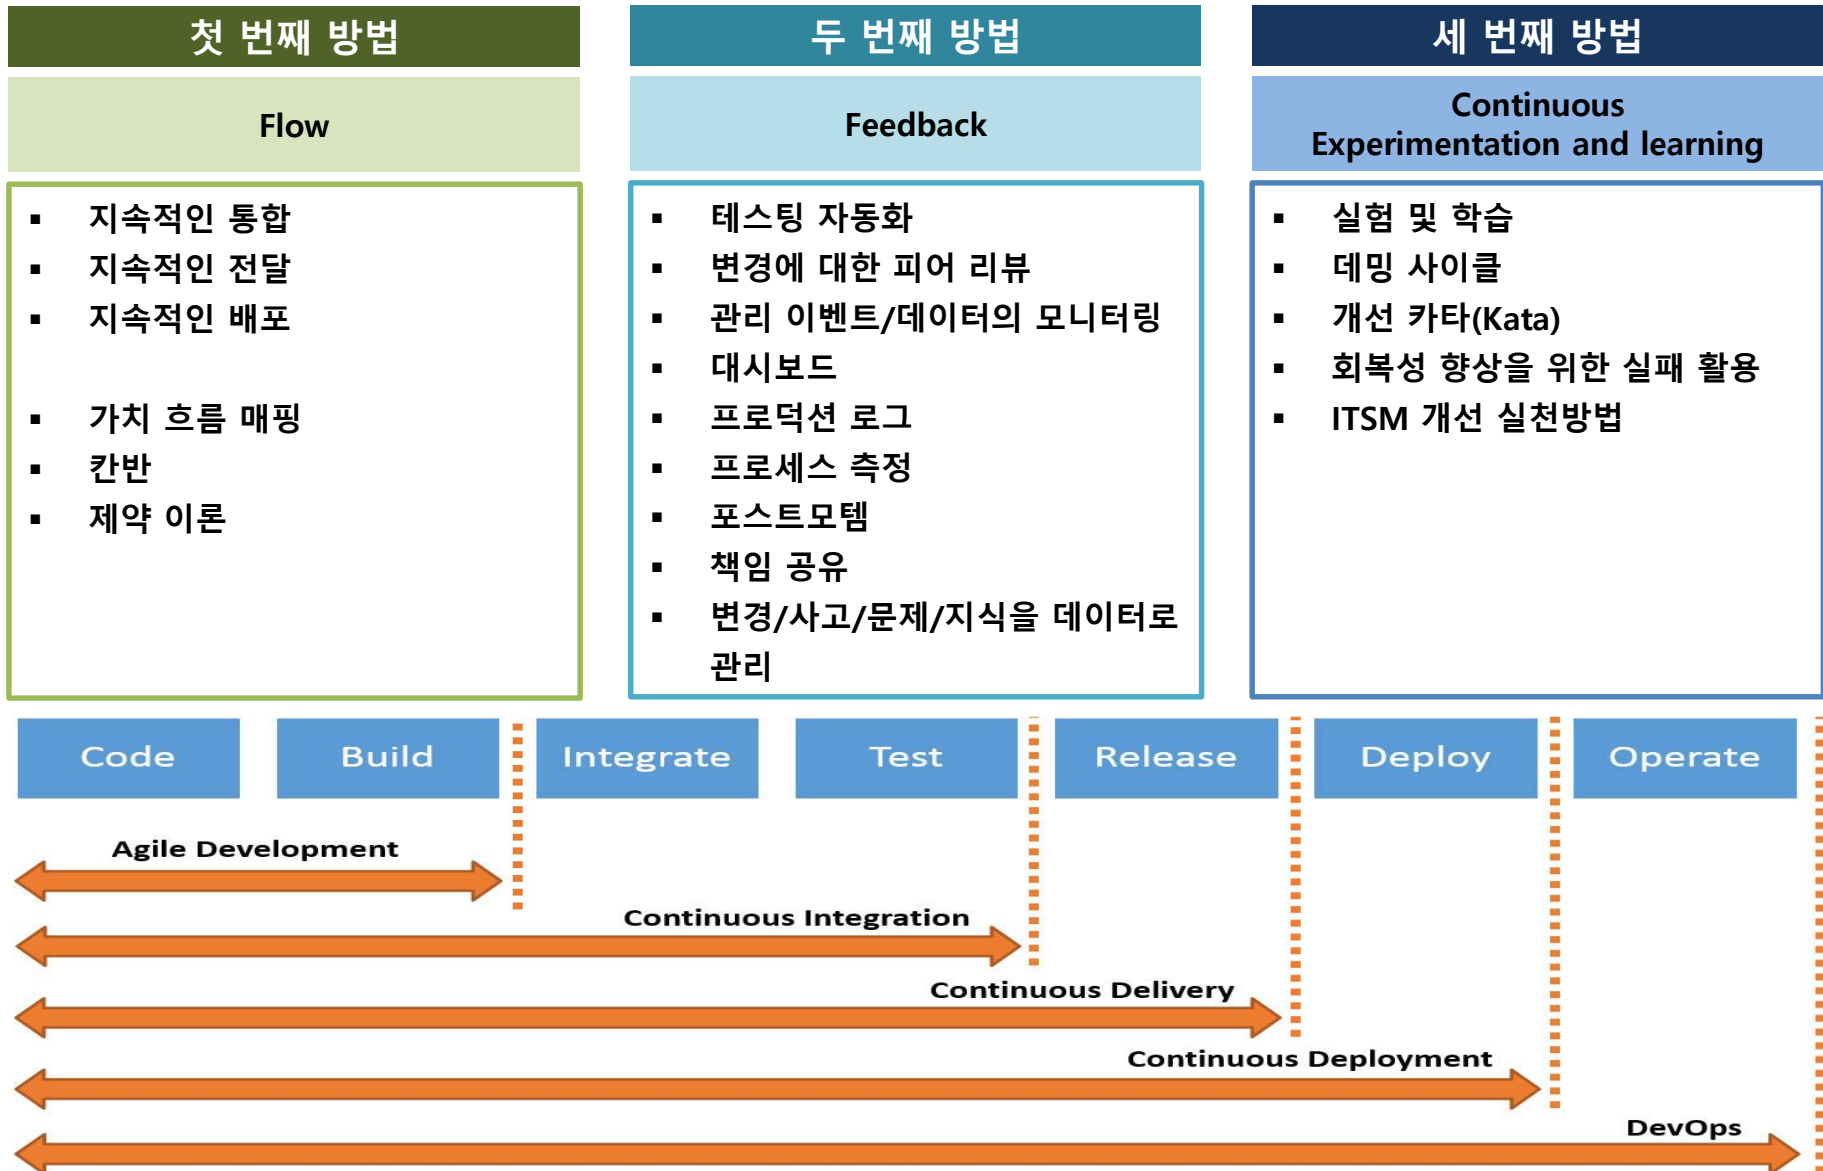 첫 번째 방법
Flow
▪ 지속적인 통합
▪ 지속적인 전달
▪ 지속적인 배포
▪ 가치 흐름 매핑
▪ 칸반
▪ 제약 이론
두 번째 방법
Feedback
▪ 테스팅 자동화
▪ 변경에 대한 피어 리뷰
▪ 관리 이벤트/데이터의 모니터링
▪ 대시보드
▪ 프로덕션 로그
▪ 프로세스 측정
▪ 포스트모템
▪ 책임 공유
▪ 변경/사고/문제/지식을 데이터로
관리
세 번째 방법
Continuous
Experimentation and learning
▪ 실험 및 학습
▪ 데밍 사이클
▪ 개선 카타(Kata)
▪ 회복성 향상을 위한 실패 활용
▪ ITSM 개선 실천방법
Code Build Integrate Test Release Deploy Operate
Agile Development
Continuous Integration
Continuous Delivery
Continuous Deployment
DevOps